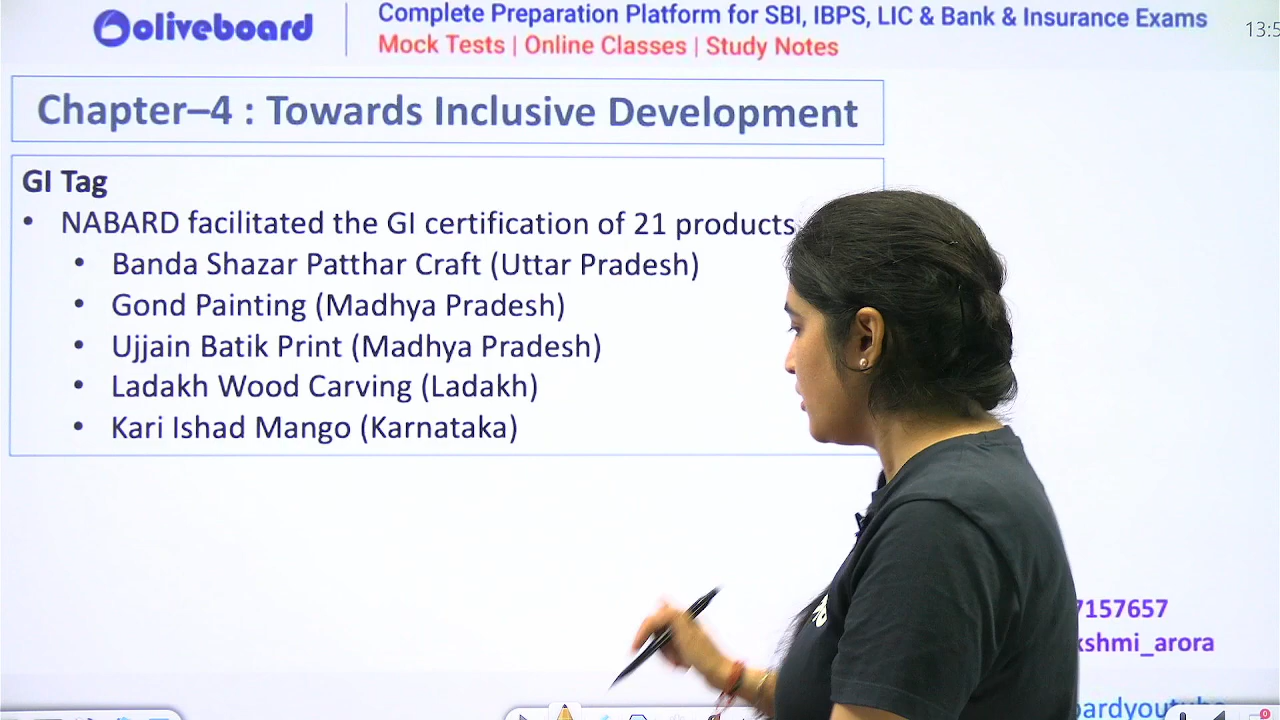 oliveboard
Complete Preparation Platform for SBI, IBPS, LIC & Bank & Insurance Exams
Mock Tests | Online Classes | Study Notes
13:5
Chapter–4 : Towards Inclusive Development
GI Tag
• NABARD facilitated the GI certification of 21 products
• Banda Shazar Patthar Craft (Uttar Pradesh)
• Gond Painting (Madhya Pradesh)
• Ujjain Batik Print (Madhya Pradesh)
• Ladakh Wood Carving (Ladakh)
• Kari Ishad Mango (Karnataka)
7157657
kshmi_arora